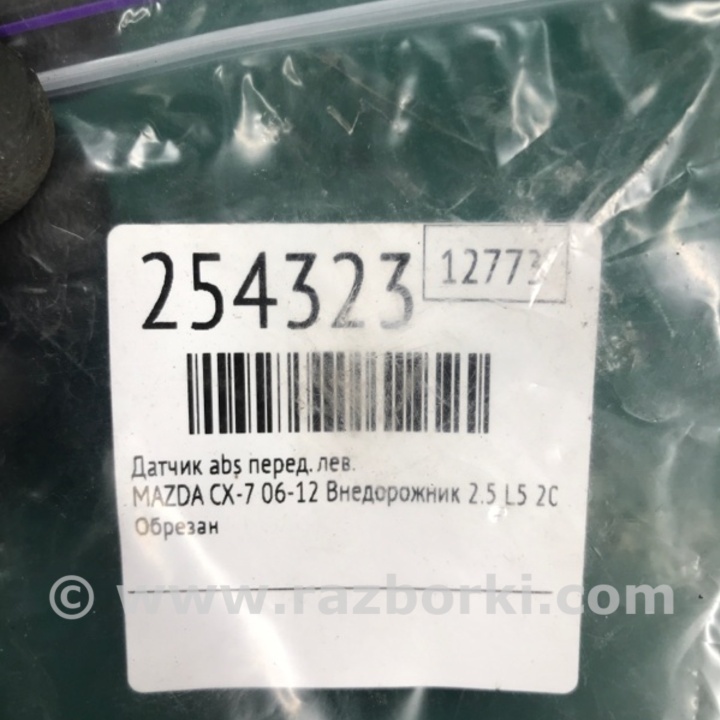 254323
12773
Датчик abs перед. лев.
MAZDA CX-7 06-12 Внедорожник 2.5 L5 2C
Обрезан
© www.razborki.com